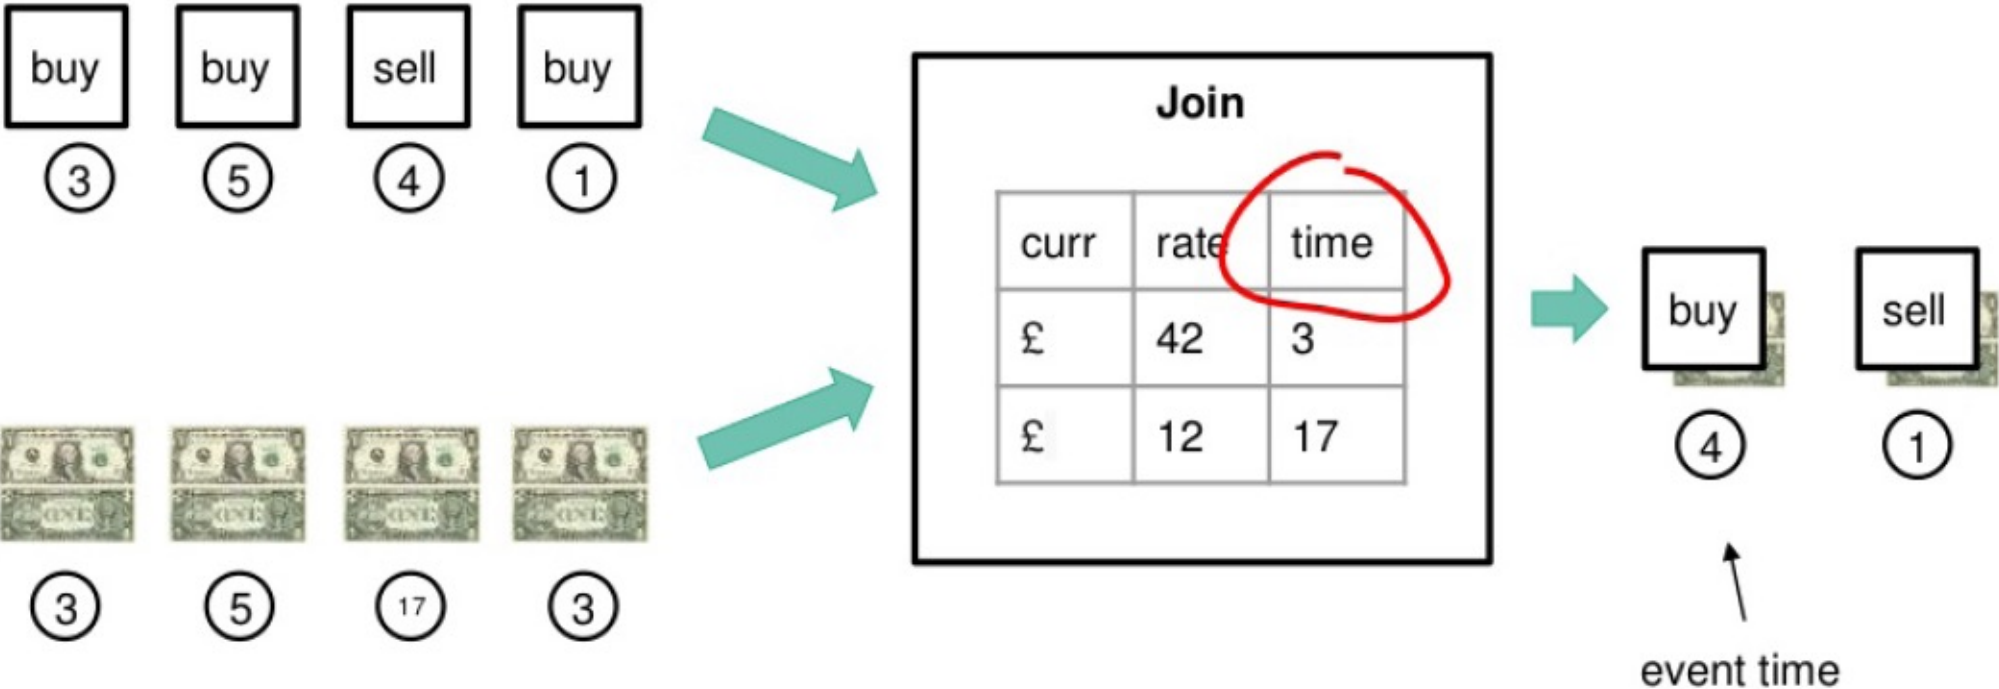 buy buy sell buy
3 5 4 1
3 5 17 3
Join
curr rate time
£ 42 3
£ 12 17
buy sell
4 1
event time